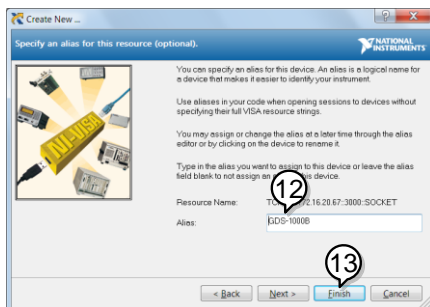 Create New ...
Specify an alias for this resource (optional).
NATIONAL
INSTRUMENTS
You can specify an alias for this device. An alias is a logical name for
a device that makes it easier to identify your instrument.
Use aliases in your code when opening sessions to devices without
specifying their full VISA resource strings.
You may assign or change the alias at a later time through the alias
editor or by clicking on the device to rename it.
Type in the alias you want to assign to this device or leave the alias
field blank to not assign an this device.
12
Resource Name: 72.16.20.67::3000::SOCKET
Alias: GDS-1000B
13
< Back Next > Finish Cancel
IVI-VISA